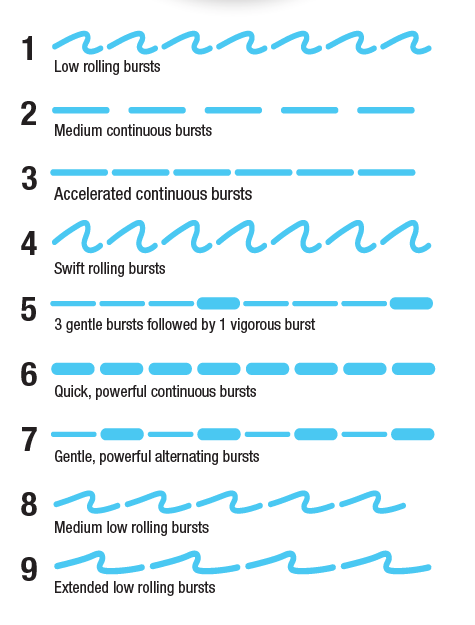 1
Low rolling bursts
2
Medium continuous bursts
3
Accelerated continuous bursts
4
Swift rolling bursts
5
3 gentle bursts followed by 1 vigorous burst
6
Quick, powerful continuous bursts
7
Gentle, powerful alternating bursts
8
Medium low rolling bursts
9
Extended low rolling bursts